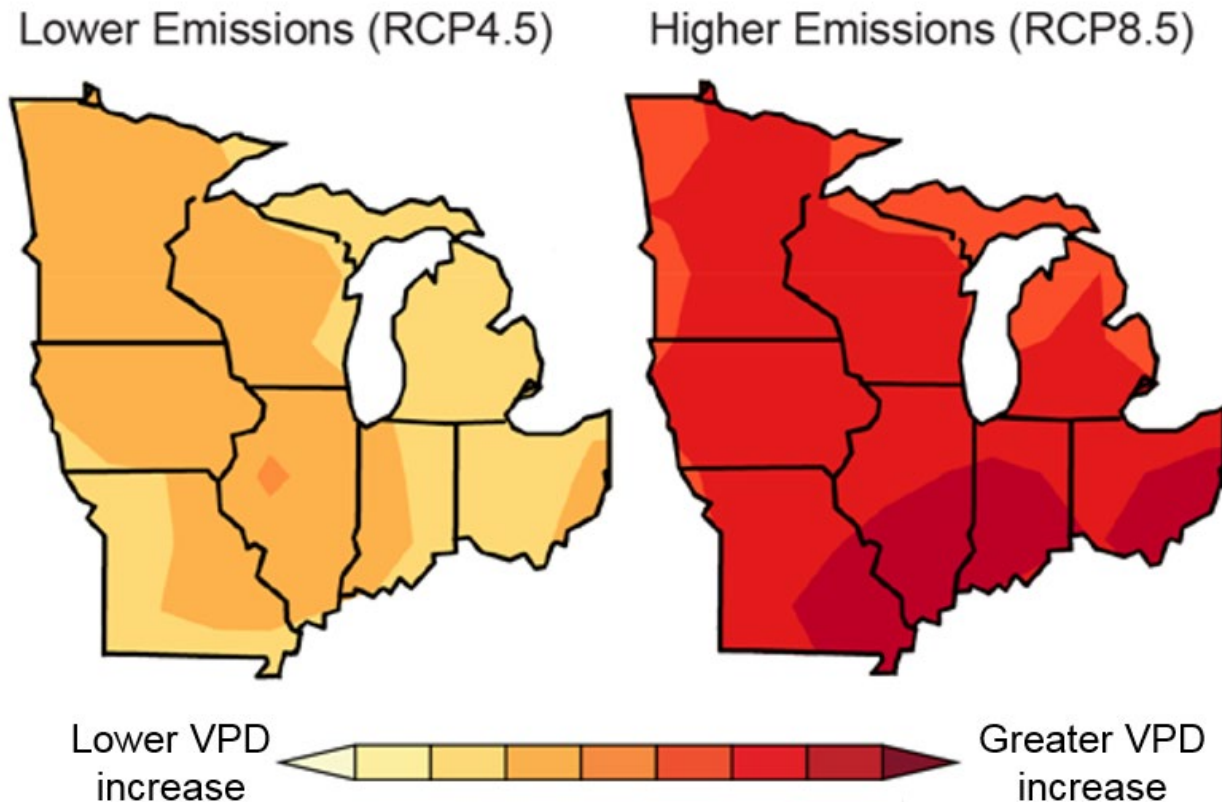 Lower Emissions (RCP4.5)
Higher Emissions (RCP8.5)
Lower VPD
increase
Greater VPD
increase